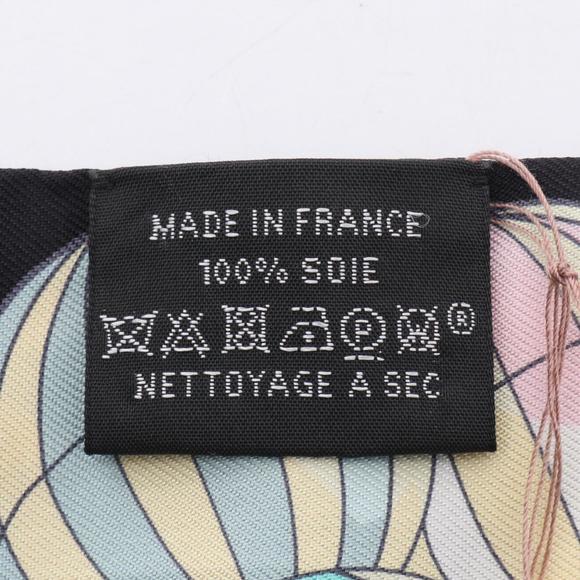 MADE IN FRANCE
100% SOIE
P W ®
NETTOYAGE A SEC